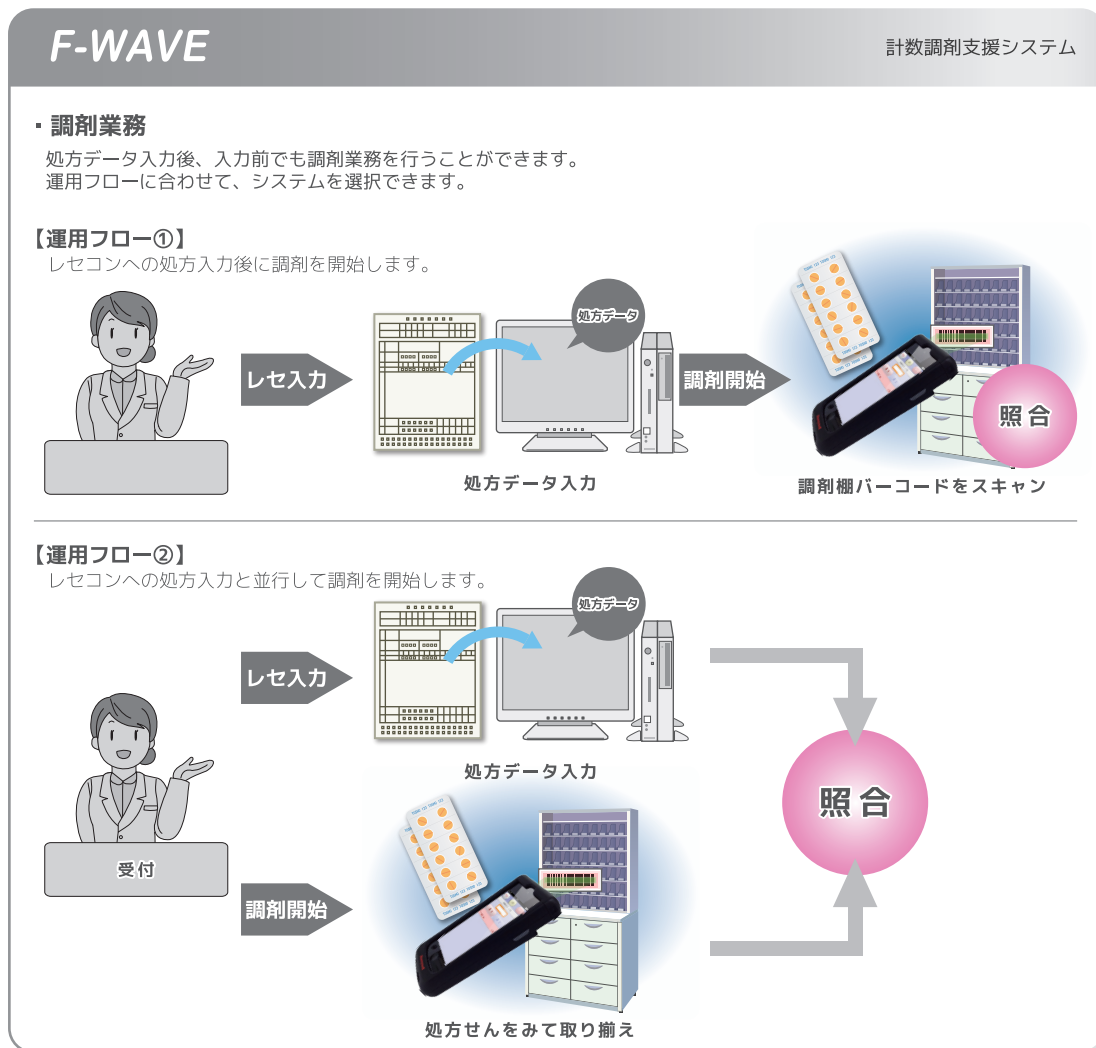 F-WAVE
計数調剤支援システム
・調剤業務
処方データ入力後、入力前でも調剤業務を行うことができます。
運用フローに合わせて、システムを選択できます。
【運用フロー①】
レセコンへの処方入力後に調剤を開始します。
レセ入力
処方データ
調剤開始
照合
処方データ入力
調剤棚バーコードをスキャン
【運用フロー②】
レセコンへの処方入力と並行して調剤を開始します。
処方データ
レセ入力
処方データ入力
照合
受付
調剤開始
処方せんをみて取り揃え